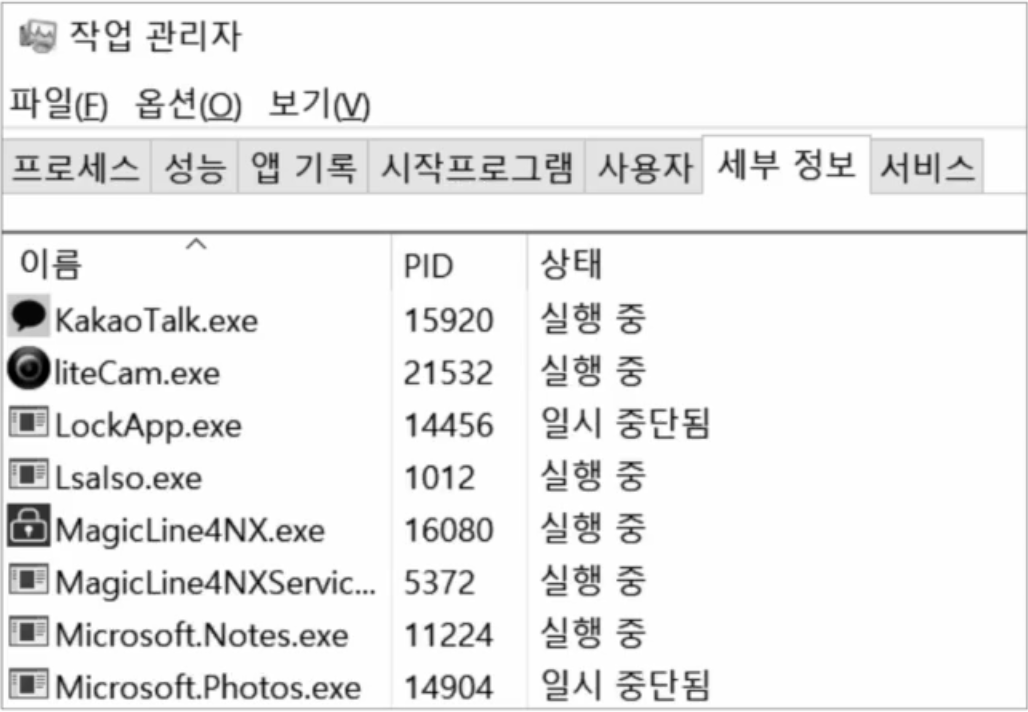 작업 관리자
파일(F) 옵션(O) 보기(V)
프로세스 성능 앱 기록 시작프로그램 사용자 세부 정보 서비스
이름 PID 상태
KakaoTalk.exe 15920 실행 중
liteCam.exe 21532 실행 중
LockApp.exe 14456 일시 중단됨
LsaIso.exe 1012 실행 중
MagicLine4NX.exe 16080 실행 중
MagicLine4NXServic... 5372 실행 중
Microsoft.Notes.exe 11224 실행 중
Microsoft.Photos.exe 14904 일시 중단됨